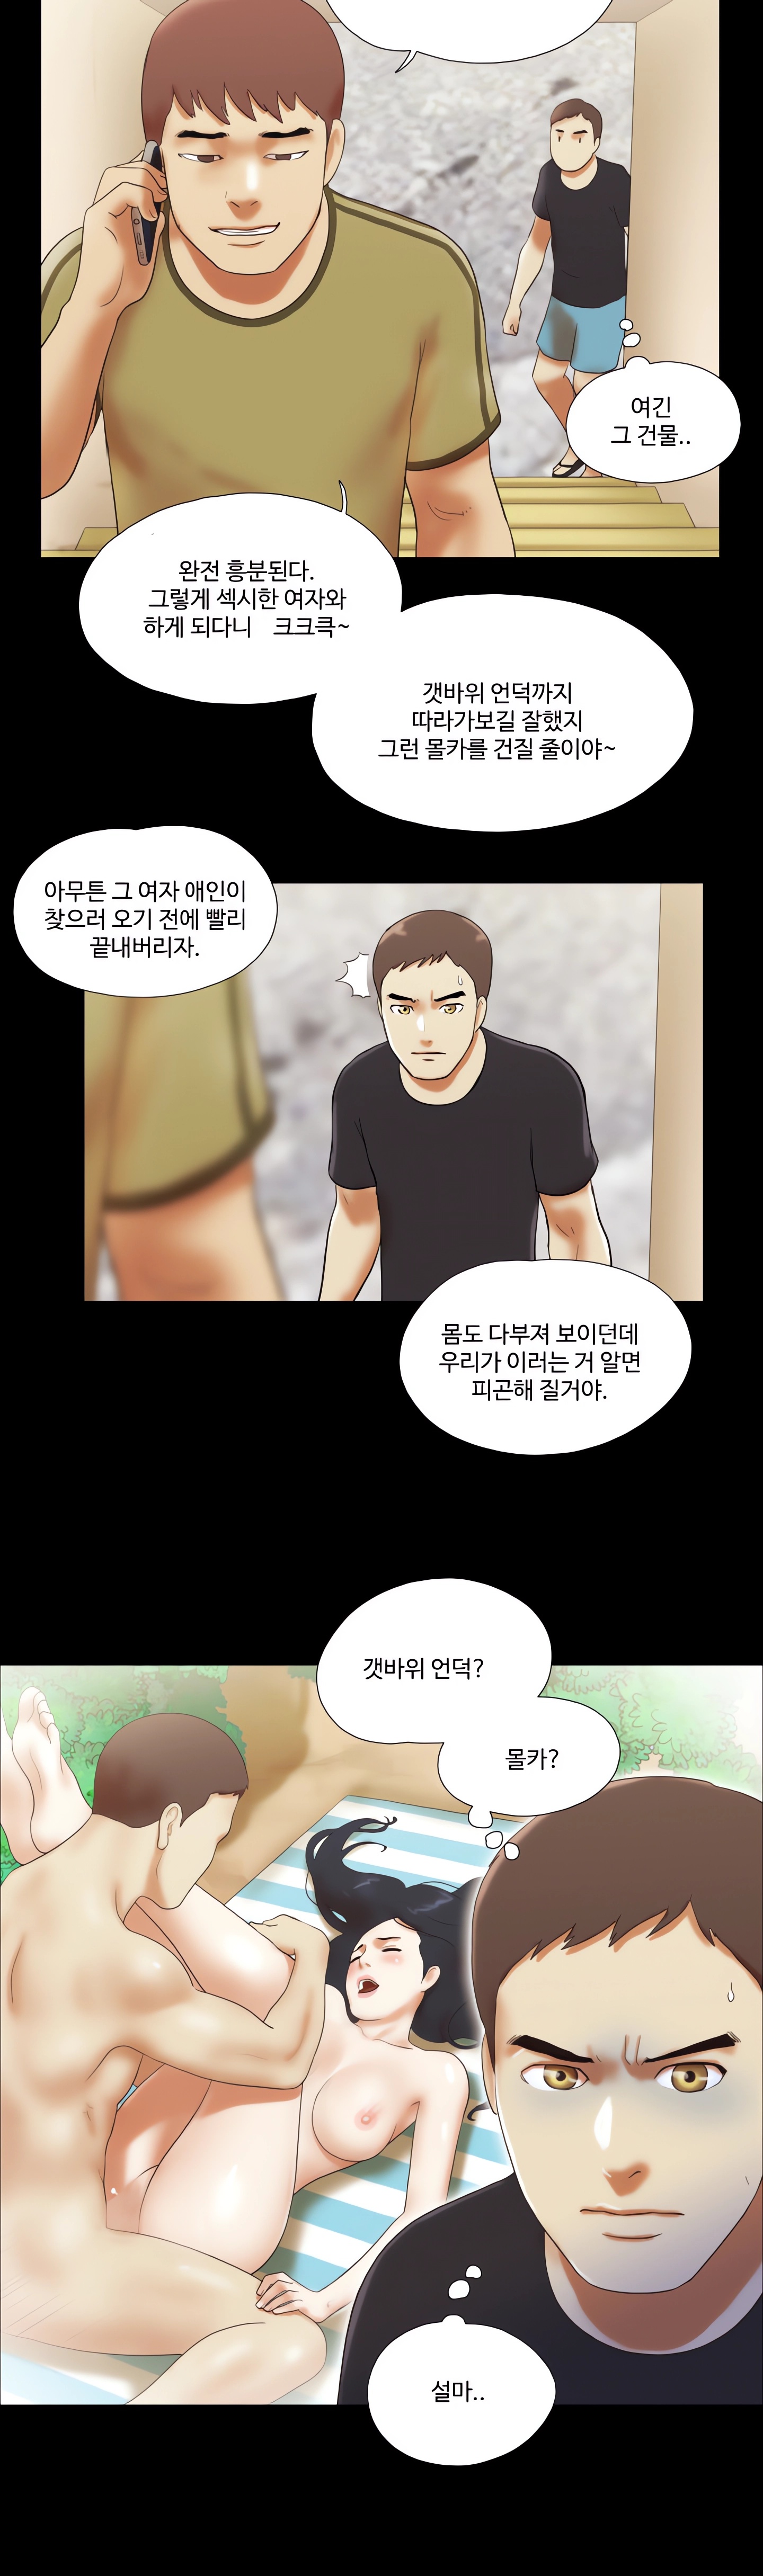 여긴
그 건물..
완전 흥분된다.
그렇게 섹시한 여자와
하게 되다니 크크큭~
갯바위 언덕까지
따라가보길 잘했지
그런 몰카를 건질 줄이야~
아무튼 그 여자 애인이
찾으러 오기 전에 빨리
끝내버리자.
몸도 다부져 보이던데
우리가 이러는 거 알면
피곤해 질거야.
갯바위 언덕?
몰카?
설마..